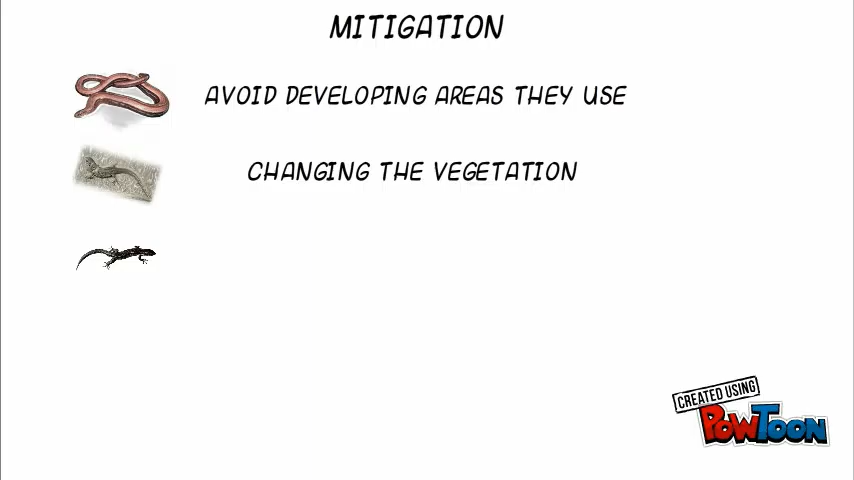 MITIGATION
AVOID DEVELOPING AREAS THEY USE
CHANGING THE VEGETATION
CREATED USING
POWTOON